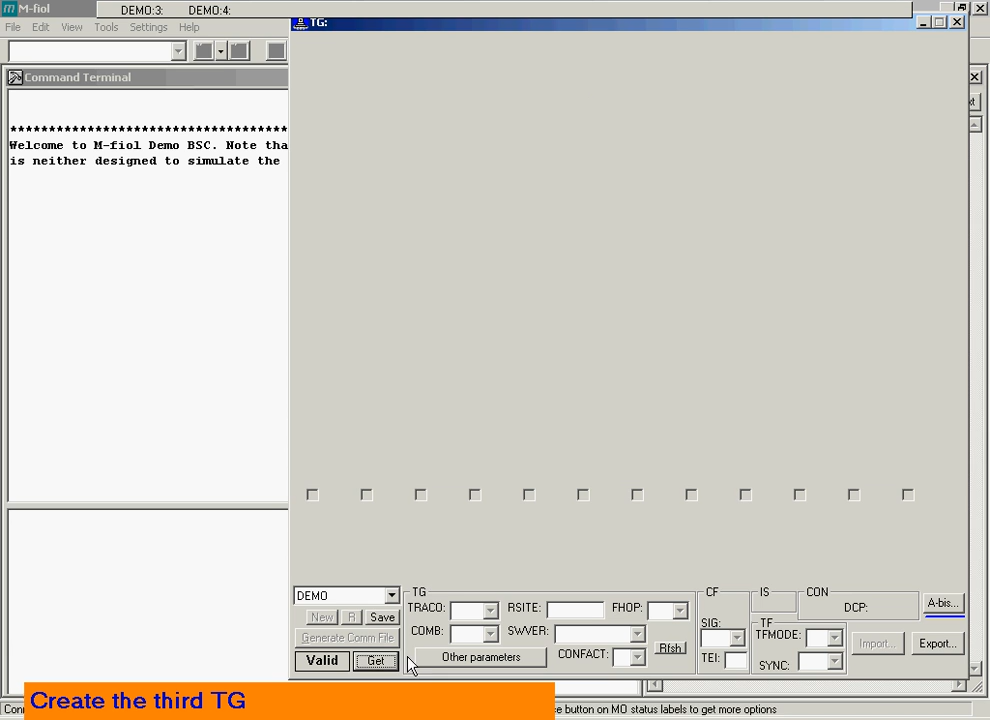 M-fiol
DEMO:3: DEMO:4:
File Edit View Tools Settings Help
TG:
Command Terminal
xt
************************************
Welcome to M-fiol Demo BSC. Note tha
is neither designed to simulate the
DEMO
New R Save
Generate Comm File
Valid Get
TG
TRACO: RSITE: FHOP:
COMB: SWVER:
Other parameters CONFACT: Rfsh
CF
SIG:
TEI:
IS
CON
DCP:
TF
TFMODE:
SYNC:
A-bis...
Import... Export...
Create the third TG
Con
e button on MO status labels to get more options